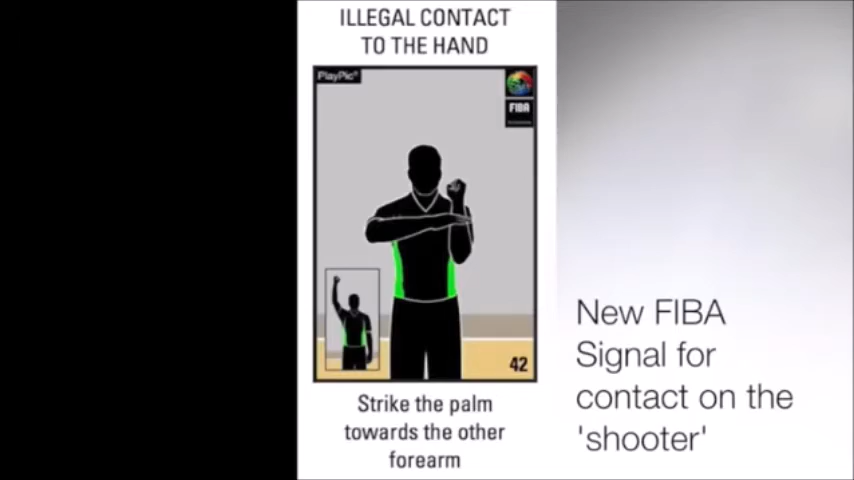 ILLEGAL CONTACT
TO THE HAND
PlayPic®
FIBA
42
Strike the palm
towards the other
forearm
New FIBA
Signal for
contact on the
'shooter'